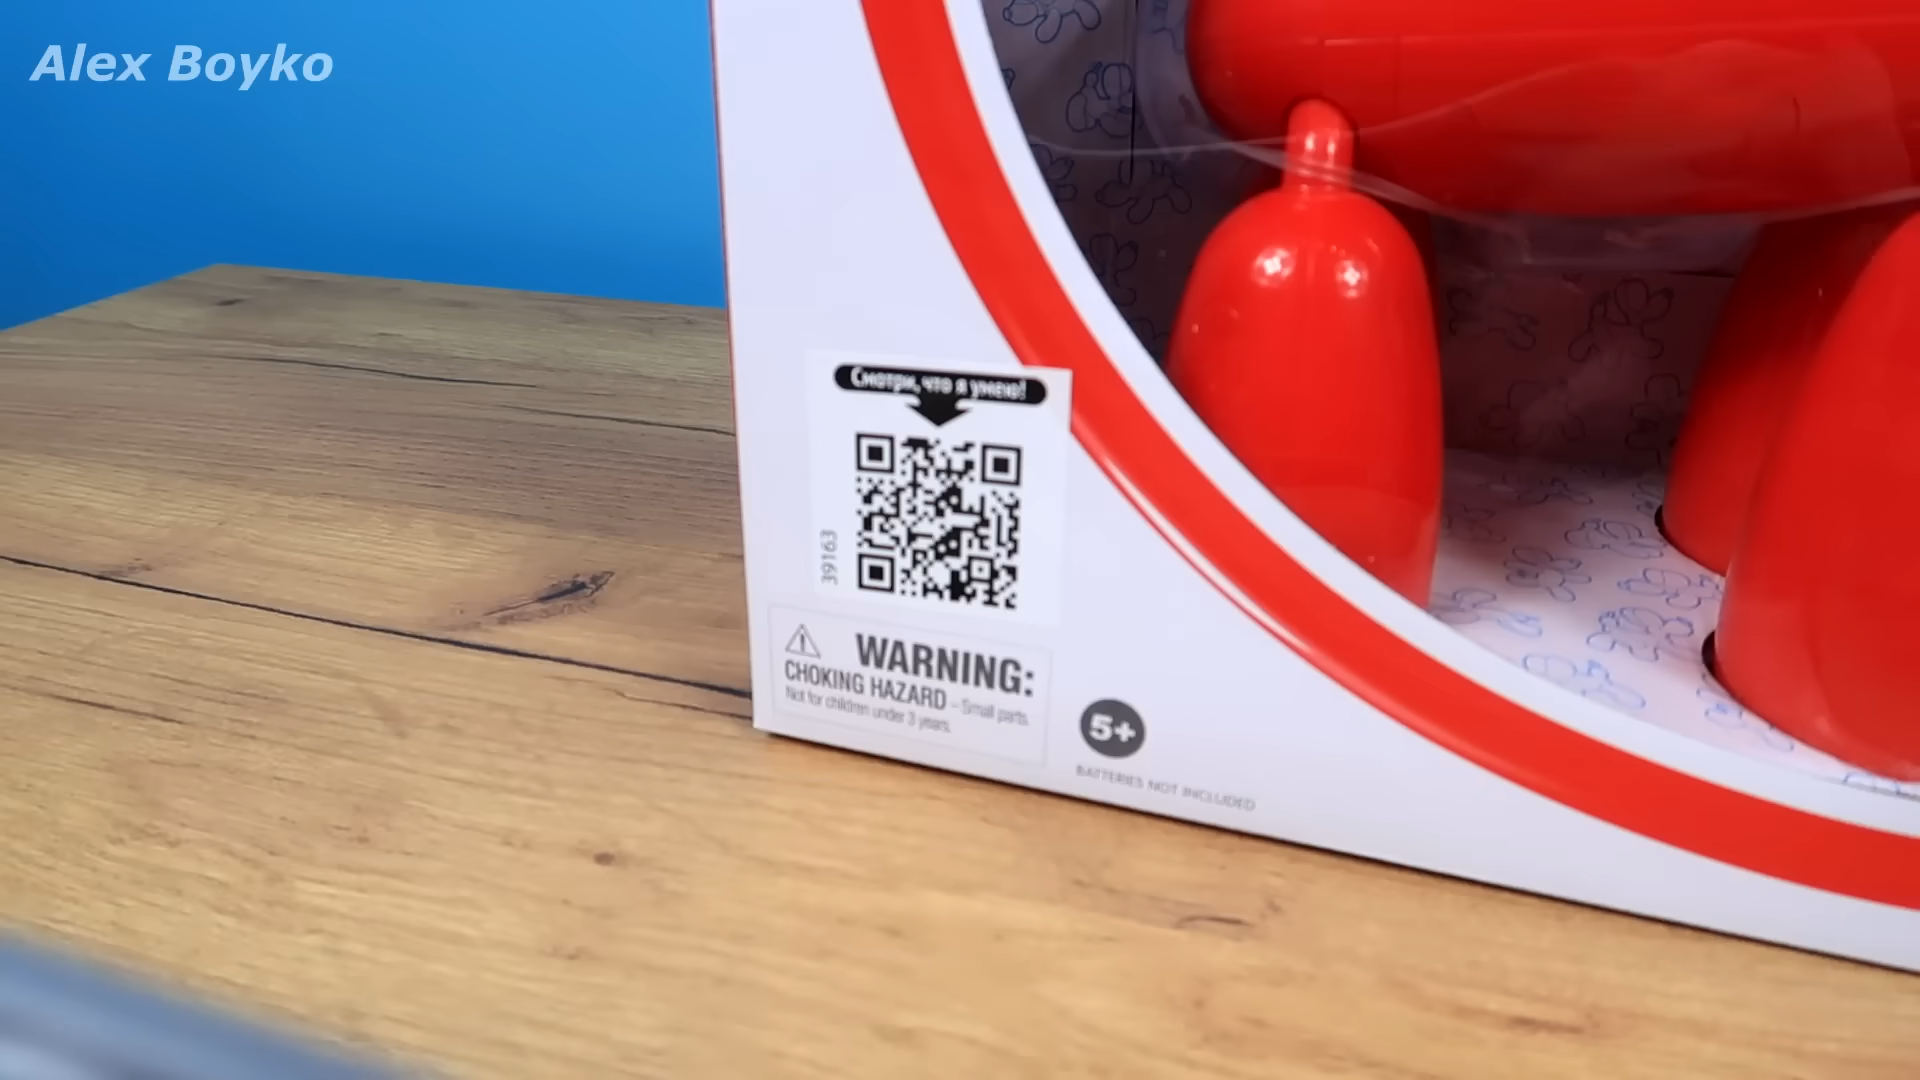 Alex Boyko
Смотри, что я умею!
39163
WARNING:
CHOKING HAZARD – Small parts.
Not for children under 3 years.
5+
BATTERIES NOT INCLUDED